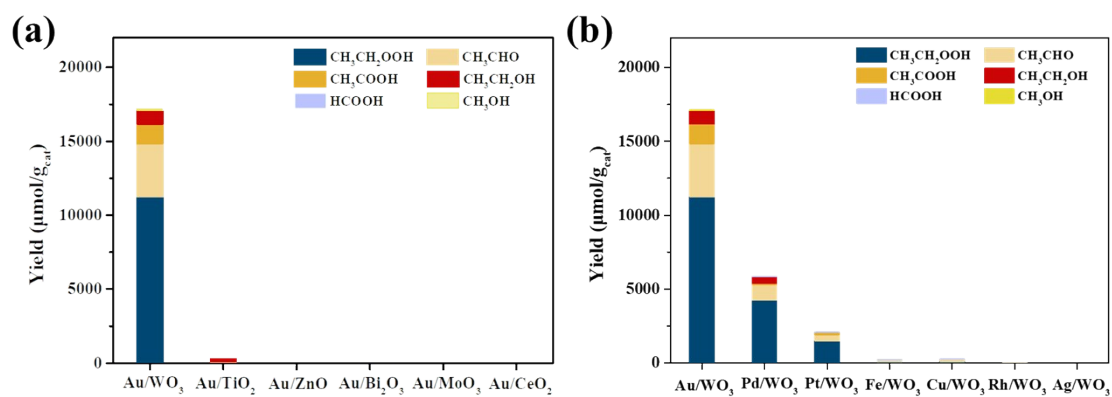 (a)
CH₃CH₂OOH CH₃CHO
CH₃COOH CH₃CH₂OH
HCOOH CH₃OH
20000
15000
10000
5000
0
Yield (μmol/g_cat)
Au/WO₃ Au/TiO₂ Au/ZnO Au/Bi₂O₃ Au/MoO₃ Au/CeO₂
(b)
CH₃CH₂OOH CH₃CHO
CH₃COOH CH₃CH₂OH
HCOOH CH₃OH
20000
15000
10000
5000
0
Yield (μmol/g_cat)
Au/WO₃ Pd/WO₃ Pt/WO₃ Fe/WO₃ Cu/WO₃ Rh/WO₃ Ag/WO₃